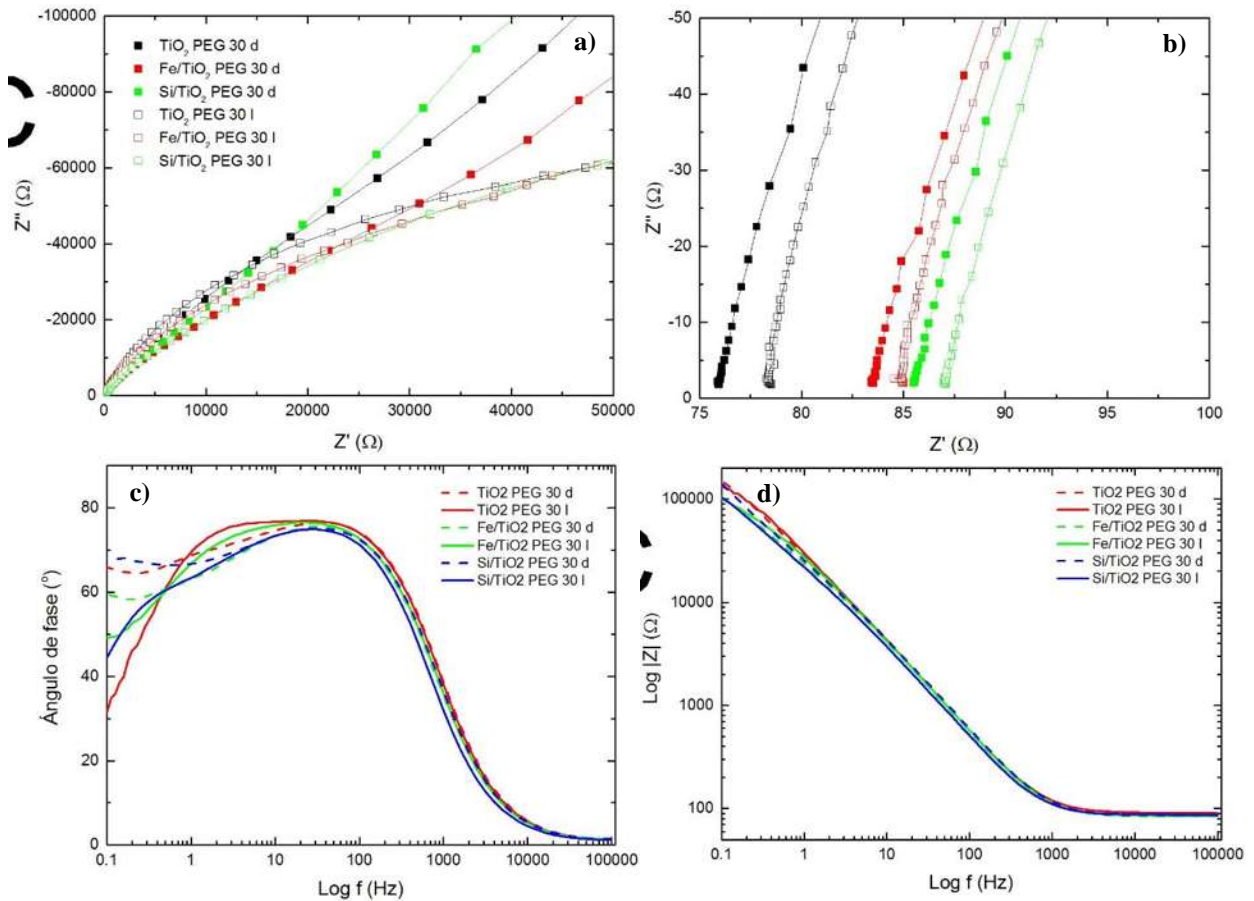 a)
TiO₂ PEG 30 d
Fe/TiO₂ PEG 30 d
Si/TiO₂ PEG 30 d
TiO₂ PEG 30 l
Fe/TiO₂ PEG 30 l
Si/TiO₂ PEG 30 l
-100000
-80000
-60000
-40000
-20000
0
Z'' (Ω)
0 10000 20000 30000 40000 50000
Z' (Ω)
b)
-50
-40
-30
-20
-10
0
Z'' (Ω)
75 80 85 90 95 100
Z' (Ω)
c)
TiO2 PEG 30 d
TiO2 PEG 30 l
Fe/TiO2 PEG 30 d
Fe/TiO2 PEG 30 l
Si/TiO2 PEG 30 d
Si/TiO2 PEG 30 l
80
60
40
20
0
Ángulo de fase (°)
0.1 1 10 100 1000 10000 100000
Log f (Hz)
d)
TiO2 PEG 30 d
TiO2 PEG 30 l
Fe/TiO2 PEG 30 d
Fe/TiO2 PEG 30 l
Si/TiO2 PEG 30 d
Si/TiO2 PEG 30 l
100000
10000
1000
100
Log |Z| (Ω)
0.1 1 10 100 1000 10000 100000
Log f (Hz)